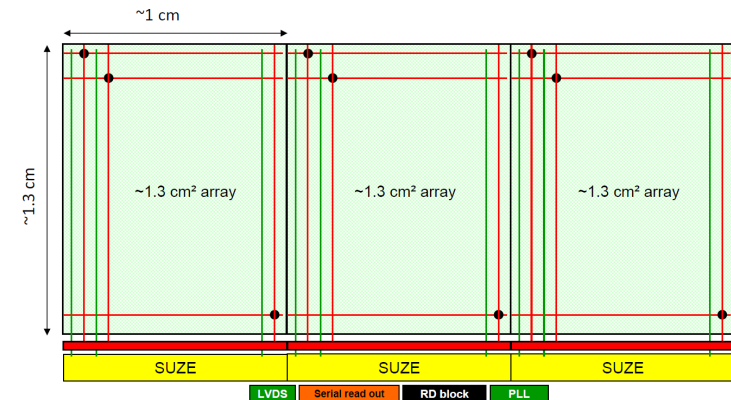 ~1 cm
~1.3 cm
~1.3 cm² array ~1.3 cm² array ~1.3 cm² array
SUZE SUZE SUZE
LVDS Serial read out RD block PLL